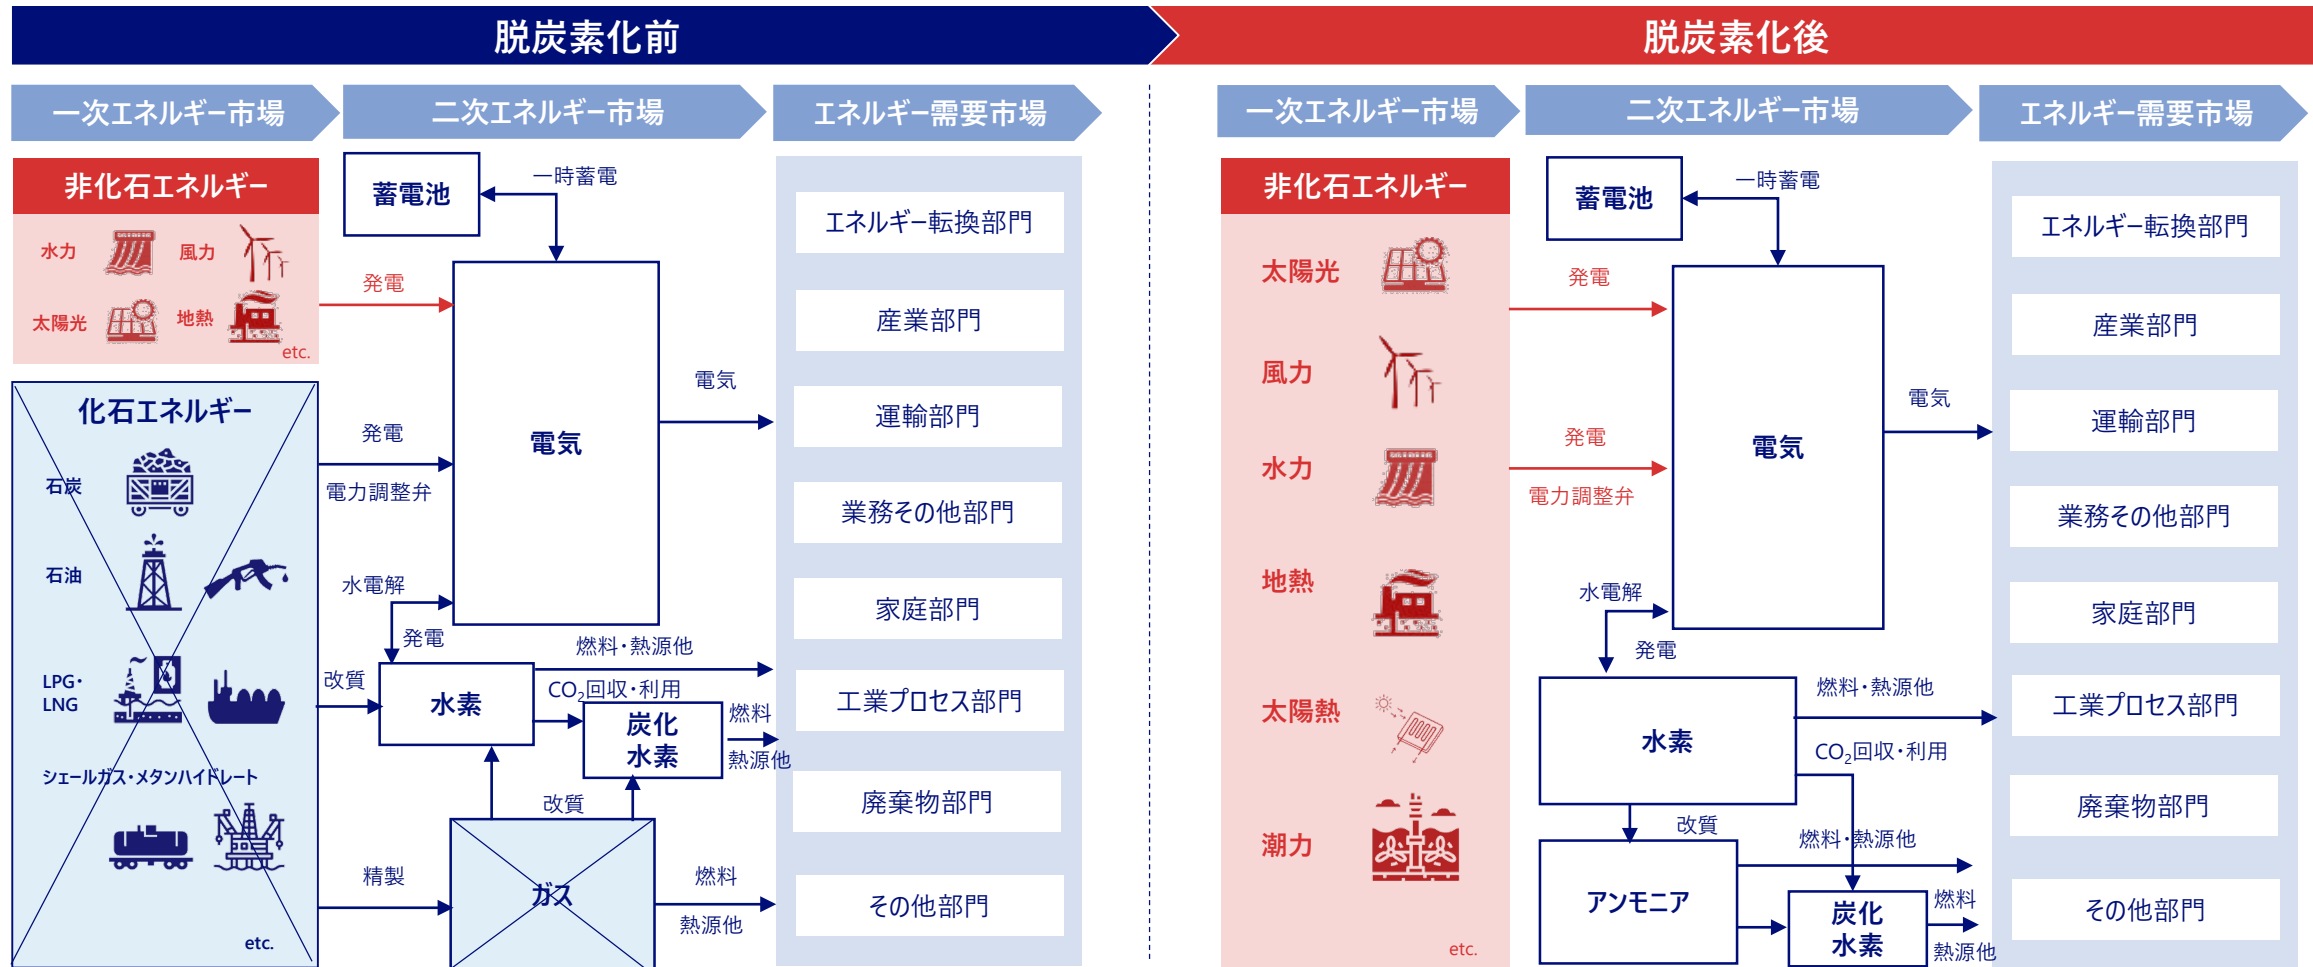 脱炭素化前
脱炭素化後
一次エネルギー市場
二次エネルギー市場
エネルギー需要市場
非化石エネルギー
水力
風力
太陽光
地熱
etc.
化石エネルギー
石炭
石油
LPG・
LNG
シェールガス・メタンハイドレート
etc.
蓄電池
一時蓄電
発電
電気
発電
電力調整弁
電気
水電解
発電
改質
水素
燃料・熱源他
CO₂回収・利用
炭化
水素
燃料
熱源他
改質
精製
ガス
燃料
熱源他
エネルギー転換部門
産業部門
運輸部門
業務その他部門
家庭部門
工業プロセス部門
廃棄物部門
その他部門
一次エネルギー市場
二次エネルギー市場
エネルギー需要市場
非化石エネルギー
太陽光
風力
水力
地熱
太陽熱
潮力
etc.
蓄電池
一時蓄電
発電
電気
発電
電力調整弁
電気
水電解
発電
水素
燃料・熱源他
CO₂回収・利用
改質
燃料・熱源他
アンモニア
炭化
水素
燃料
熱源他
エネルギー転換部門
産業部門
運輸部門
業務その他部門
家庭部門
工業プロセス部門
廃棄物部門
その他部門